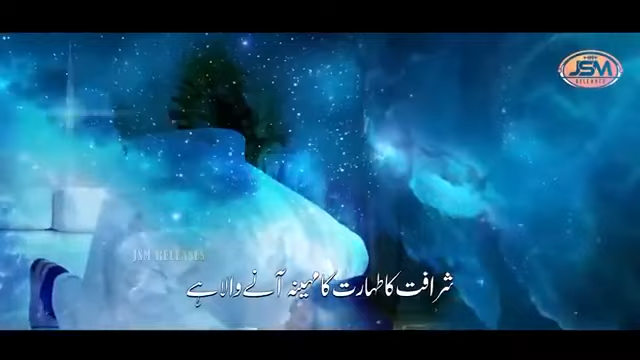 JSM
RELEASES
JSM RELEASES
شرافت کا طہارت کا مہینہ آنے والا ہے